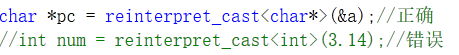 char *pc = reinterpret_cast<char*>(&a);//正确
//int num = reinterpret_cast<int>(3.14);//错误